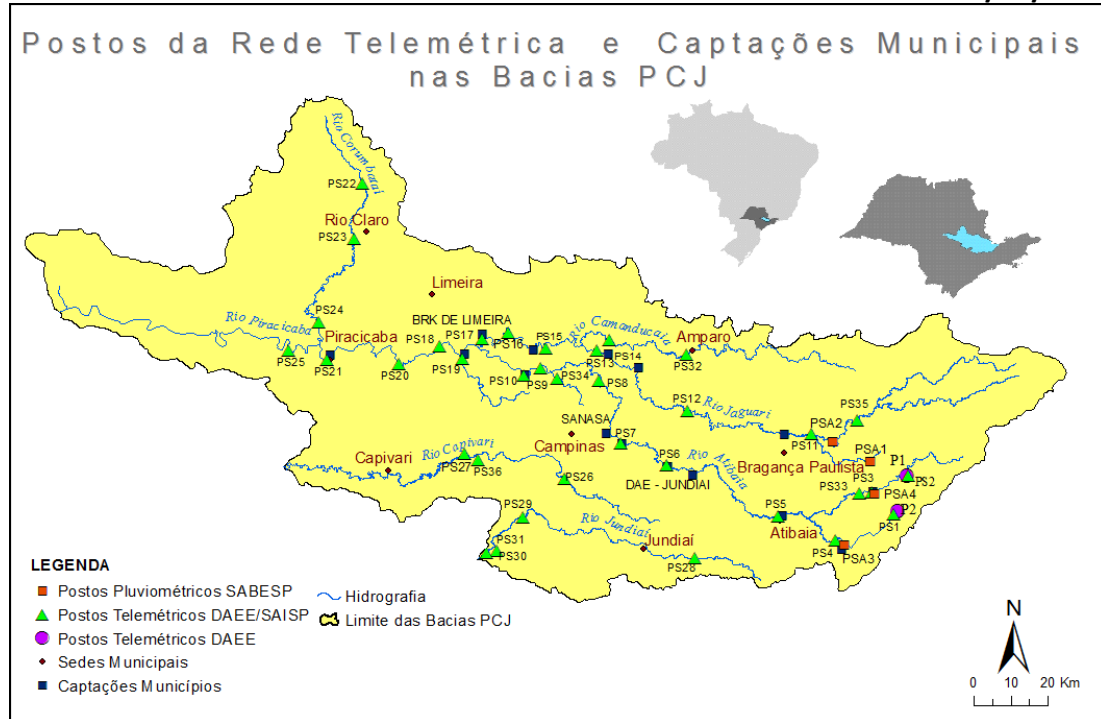 Postos da Rede Telemétrica e Captações Municipais
nas Bacias PCJ
Rio Corumbataí
PS22
Rio Claro
PS23
Limeira
PS24
BRK DE LIMEIRA
Rio Piracicaba
Piracicaba
PS18
PS17
PS16
PS15
Rio Camanducaí
Amparo
PS25
PS21
PS20
PS19
PS10
PS9
PS34
PS13
PS14
PS8
PS32
PS12
Rio Jaguari
PSA2
PS35
SANASA
PS7
Campinas
PS11
PSA1
Bragança Paulista
P1
Rio Capivari
Capivari
PS27
PS36
PS6
Rio Atibaia
DAE - JUNDIAI
PS33
PS3
PS2
PSA4
PS26
PS29
PS5
P2
PS1
Rio Jundiaí
Jundiaí
Atibaia
PS31
PS30
PS28
PS4
PSA3
LEGENDA
Postos Pluviométricos SABESP
Hidrografia
Postos Telemétricos DAEE/SAISP
Limite das Bacias PCJ
Postos Telemétricos DAEE
Sedes Municipais
Captações Municípios
N
0 10 20 Km